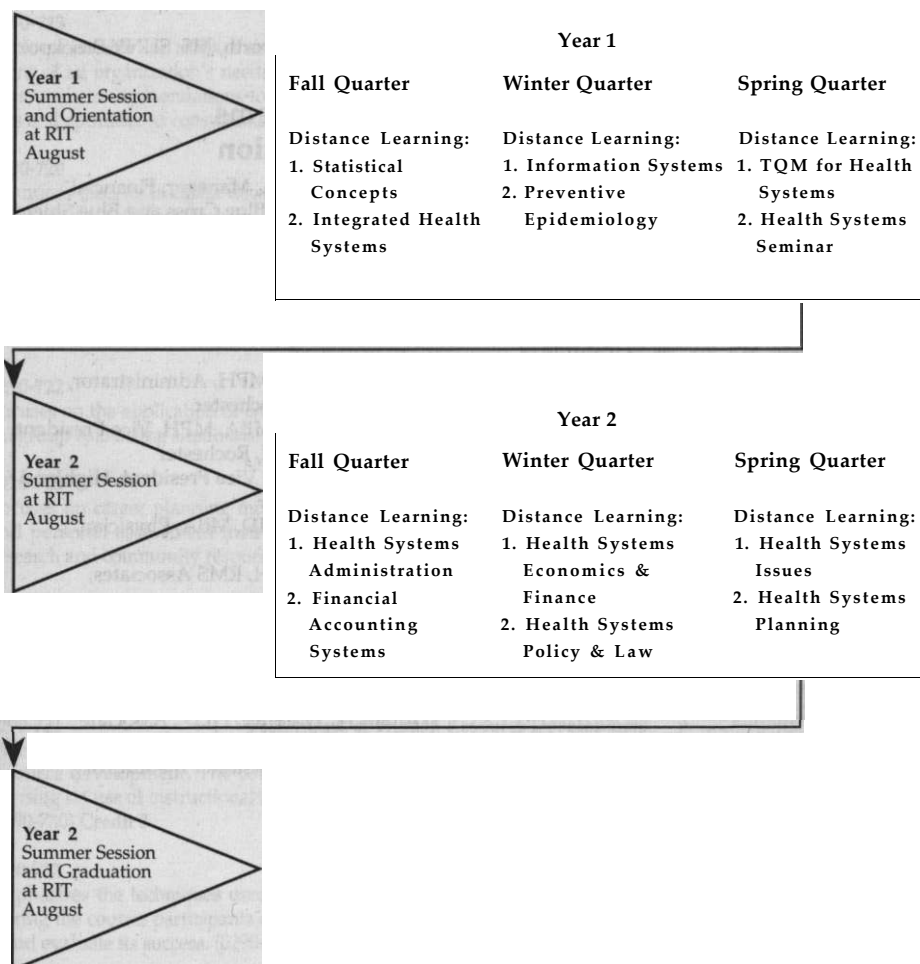 Year 1
Summer Session
and Orientation
at RIT
August
Year 1
Fall Quarter
Distance Learning:
1. Statistical
Concepts
2. Integrated Health
Systems
Winter Quarter
Distance Learning:
1. Information Systems
2. Preventive
Epidemiology
Spring Quarter
Distance Learning:
1. TQM for Health
Systems
2. Health Systems
Seminar
Year 2
Summer Session
at RIT
August
Year 2
Fall Quarter
Distance Learning:
1. Health Systems
Administration
2. Financial
Accounting
Systems
Winter Quarter
Distance Learning:
1. Health Systems
Economics &
Finance
2. Health Systems
Policy & Law
Spring Quarter
Distance Learning:
1. Health Systems
Issues
2. Health Systems
Planning
Year 2
Summer Session
and Graduation
at RIT
August